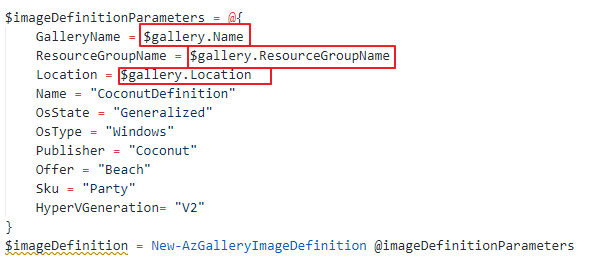 $imageDefinitionParameters = @{
GalleryName = $gallery.Name
ResourceGroupName = $gallery.ResourceGroupName
Location = $gallery.Location
Name = "CoconutDefinition"
OsState = "Generalized"
OsType = "Windows"
Publisher = "Coconut"
Offer = "Beach"
Sku = "Party"
HyperVGeneration= "V2"
}
$imageDefinition = New-AzGalleryImageDefinition @imageDefinitionParameters